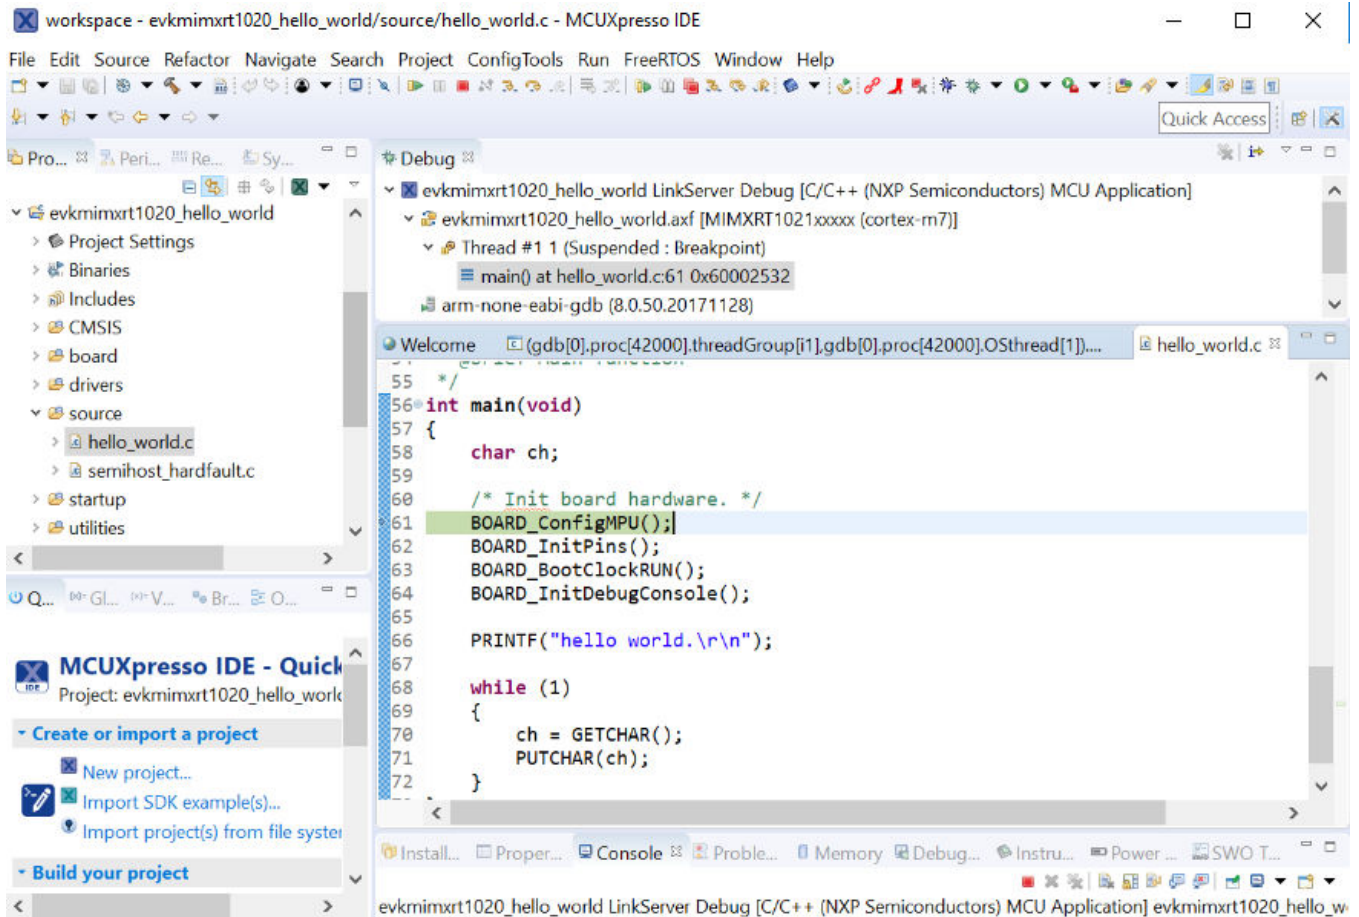 workspace - evkmimxrt1020_hello_world/source/hello_world.c - MCUXpresso IDE
File Edit Source Refactor Navigate Search Project ConfigTools Run FreeRTOS Window Help
Quick Access
Pro... Peri... Re... Sy...
evkmimxrt1020_hello_world
Project Settings
Binaries
Includes
CMSIS
board
drivers
source
hello_world.c
semihost_hardfault.c
startup
utilities
Debug
evkmimxrt1020_hello_world LinkServer Debug [C/C++ (NXP Semiconductors) MCU Application]
evkmimxrt1020_hello_world.axf [MIMXRT1021xxxxx (cortex-m7)]
Thread #1 1 (Suspended : Breakpoint)
main() at hello_world.c:61 0x60002532
arm-none-eabi-gdb (8.0.50.20171128)
Welcome (gdb[0].proc[42000].threadGroup[i1],gdb[0].proc[42000].OSthread[1]).... hello_world.c
55 */
56 int main(void)
57 {
58 char ch;
59
60 /* Init board hardware. */
61 BOARD_ConfigMPU();
62 BOARD_InitPins();
63 BOARD_BootClockRUN();
64 BOARD_InitDebugConsole();
65
66 PRINTF("hello world.\r\n");
67
68 while (1)
69 {
70 ch = GETCHAR();
71 PUTCHAR(ch);
72 }
Q... Gl... V... Br... O...
MCUXpresso IDE - Quick
IDE
Project: evkmimxrt1020_hello_world
Create or import a project
New project...
Import SDK example(s)...
Import project(s) from file syster
Build your project
Install... Proper... Console Proble... Memory Debug... Instru... Power ... SWO T...
evkmimxrt1020_hello_world LinkServer Debug [C/C++ (NXP Semiconductors) MCU Application] evkmimxrt1020_hello_w